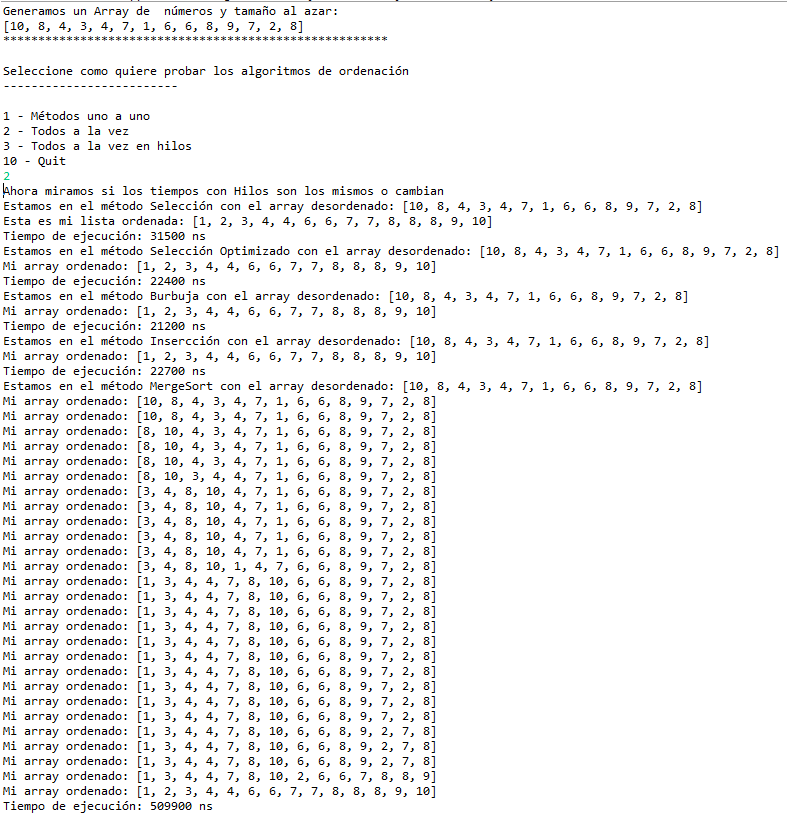 Generamos un Array de  números y tamaño al azar:
[10, 8, 4, 3, 4, 7, 1, 6, 6, 8, 9, 7, 2, 8]
*******************************************************
Seleccione como quiere probar los algoritmos de ordenación
-------------------------
1 - Métodos uno a uno
2 - Todos a la vez
3 - Todos a la vez en hilos
10 - Quit
2
Ahora miramos si los tiempos con Hilos son los mismos o cambian
Estamos en el método Selección con el array desordenado: [10, 8, 4, 3, 4, 7, 1, 6, 6, 8, 9, 7, 2, 8]
Esta es mi lista ordenada: [1, 2, 3, 4, 4, 6, 6, 7, 7, 8, 8, 8, 9, 10]
Tiempo de ejecución: 31500 ns
Estamos en el método Selección Optimizado con el array desordenado: [10, 8, 4, 3, 4, 7, 1, 6, 6, 8, 9, 7, 2, 8]
Mi array ordenado: [1, 2, 3, 4, 4, 6, 6, 7, 7, 8, 8, 8, 9, 10]
Tiempo de ejecución: 22400 ns
Estamos en el método Burbuja con el array desordenado: [10, 8, 4, 3, 4, 7, 1, 6, 6, 8, 9, 7, 2, 8]
Mi array ordenado: [1, 2, 3, 4, 4, 6, 6, 7, 7, 8, 8, 8, 9, 10]
Tiempo de ejecución: 21200 ns
Estamos en el método Insercción con el array desordenado: [10, 8, 4, 3, 4, 7, 1, 6, 6, 8, 9, 7, 2, 8]
Mi array ordenado: [1, 2, 3, 4, 4, 6, 6, 7, 7, 8, 8, 8, 9, 10]
Tiempo de ejecución: 22700 ns
Estamos en el método MergeSort con el array desordenado: [10, 8, 4, 3, 4, 7, 1, 6, 6, 8, 9, 7, 2, 8]
Mi array ordenado: [10, 8, 4, 3, 4, 7, 1, 6, 6, 8, 9, 7, 2, 8]
Mi array ordenado: [10, 8, 4, 3, 4, 7, 1, 6, 6, 8, 9, 7, 2, 8]
Mi array ordenado: [8, 10, 4, 3, 4, 7, 1, 6, 6, 8, 9, 7, 2, 8]
Mi array ordenado: [8, 10, 4, 3, 4, 7, 1, 6, 6, 8, 9, 7, 2, 8]
Mi array ordenado: [8, 10, 4, 3, 4, 7, 1, 6, 6, 8, 9, 7, 2, 8]
Mi array ordenado: [8, 10, 3, 4, 4, 7, 1, 6, 6, 8, 9, 7, 2, 8]
Mi array ordenado: [3, 4, 8, 10, 4, 7, 1, 6, 6, 8, 9, 7, 2, 8]
Mi array ordenado: [3, 4, 8, 10, 4, 7, 1, 6, 6, 8, 9, 7, 2, 8]
Mi array ordenado: [3, 4, 8, 10, 4, 7, 1, 6, 6, 8, 9, 7, 2, 8]
Mi array ordenado: [3, 4, 8, 10, 4, 7, 1, 6, 6, 8, 9, 7, 2, 8]
Mi array ordenado: [3, 4, 8, 10, 4, 7, 1, 6, 6, 8, 9, 7, 2, 8]
Mi array ordenado: [3, 4, 8, 10, 1, 4, 7, 6, 6, 8, 9, 7, 2, 8]
Mi array ordenado: [1, 3, 4, 4, 7, 8, 10, 6, 6, 8, 9, 7, 2, 8]
Mi array ordenado: [1, 3, 4, 4, 7, 8, 10, 6, 6, 8, 9, 7, 2, 8]
Mi array ordenado: [1, 3, 4, 4, 7, 8, 10, 6, 6, 8, 9, 7, 2, 8]
Mi array ordenado: [1, 3, 4, 4, 7, 8, 10, 6, 6, 8, 9, 7, 2, 8]
Mi array ordenado: [1, 3, 4, 4, 7, 8, 10, 6, 6, 8, 9, 7, 2, 8]
Mi array ordenado: [1, 3, 4, 4, 7, 8, 10, 6, 6, 8, 9, 7, 2, 8]
Mi array ordenado: [1, 3, 4, 4, 7, 8, 10, 6, 6, 8, 9, 7, 2, 8]
Mi array ordenado: [1, 3, 4, 4, 7, 8, 10, 6, 6, 8, 9, 7, 2, 8]
Mi array ordenado: [1, 3, 4, 4, 7, 8, 10, 6, 6, 8, 9, 7, 2, 8]
Mi array ordenado: [1, 3, 4, 4, 7, 8, 10, 6, 6, 8, 9, 7, 2, 8]
Mi array ordenado: [1, 3, 4, 4, 7, 8, 10, 6, 6, 8, 9, 2, 7, 8]
Mi array ordenado: [1, 3, 4, 4, 7, 8, 10, 6, 6, 8, 9, 2, 7, 8]
Mi array ordenado: [1, 3, 4, 4, 7, 8, 10, 6, 6, 8, 9, 2, 7, 8]
Mi array ordenado: [1, 3, 4, 4, 7, 8, 10, 2, 6, 6, 7, 8, 8, 9]
Mi array ordenado: [1, 2, 3, 4, 4, 6, 6, 7, 7, 8, 8, 8, 9, 10]
Tiempo de ejecución: 509900 ns